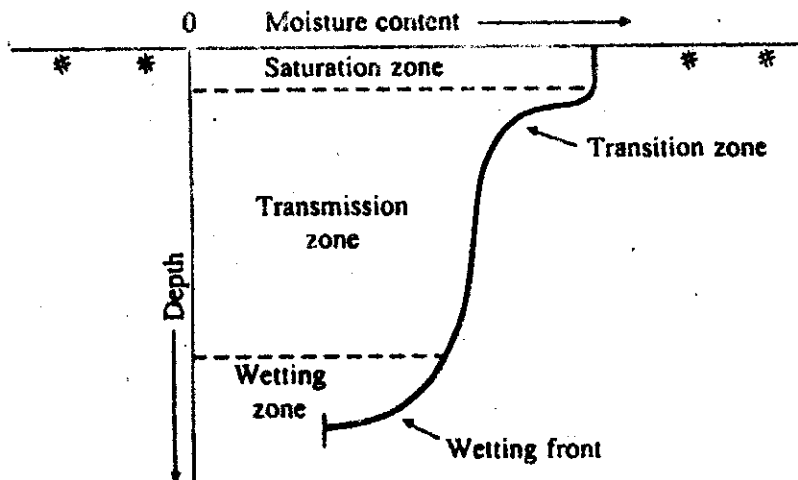 0 Moisture content
Saturation zone
Transition zone
Transmission
zone
Depth
Wetting
zone
Wetting front